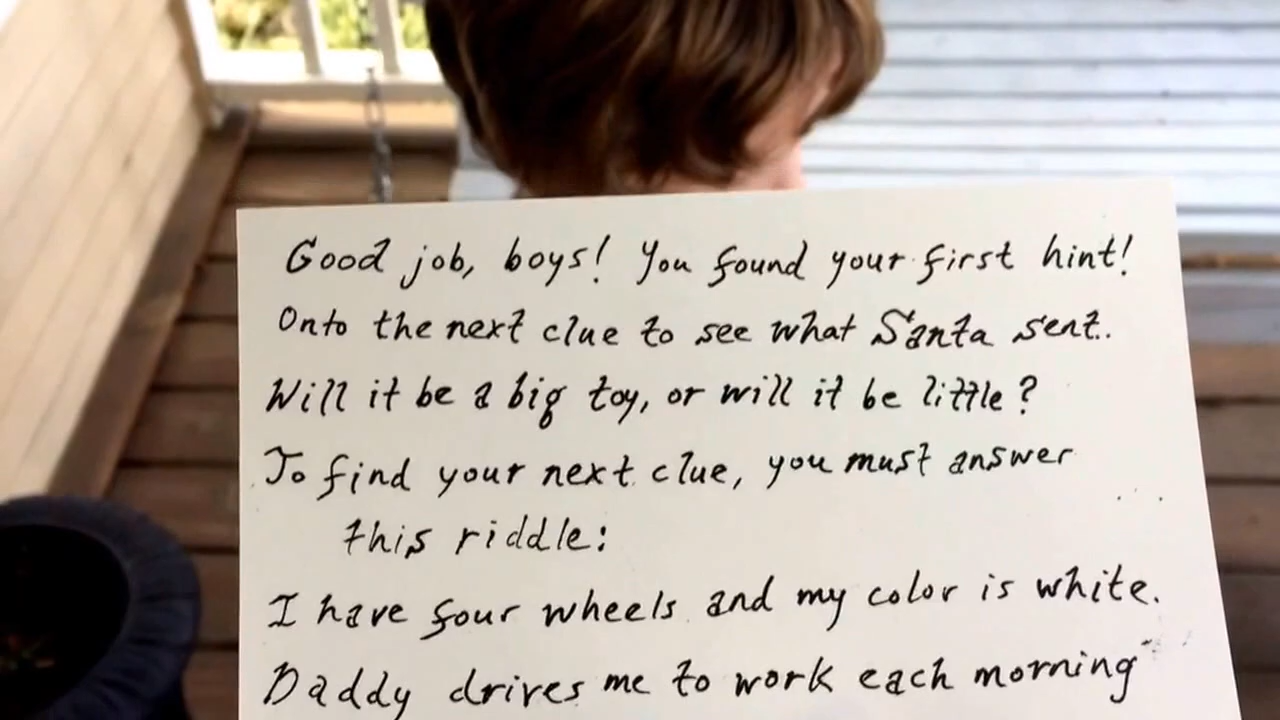 Good job, boys! You found your first hint!
Onto the next clue to see what Santa sent.
Will it be a big toy, or will it be little?
To find your next clue, you must answer
this riddle:
I have four wheels and my color is white.
Daddy drives me to work each morning